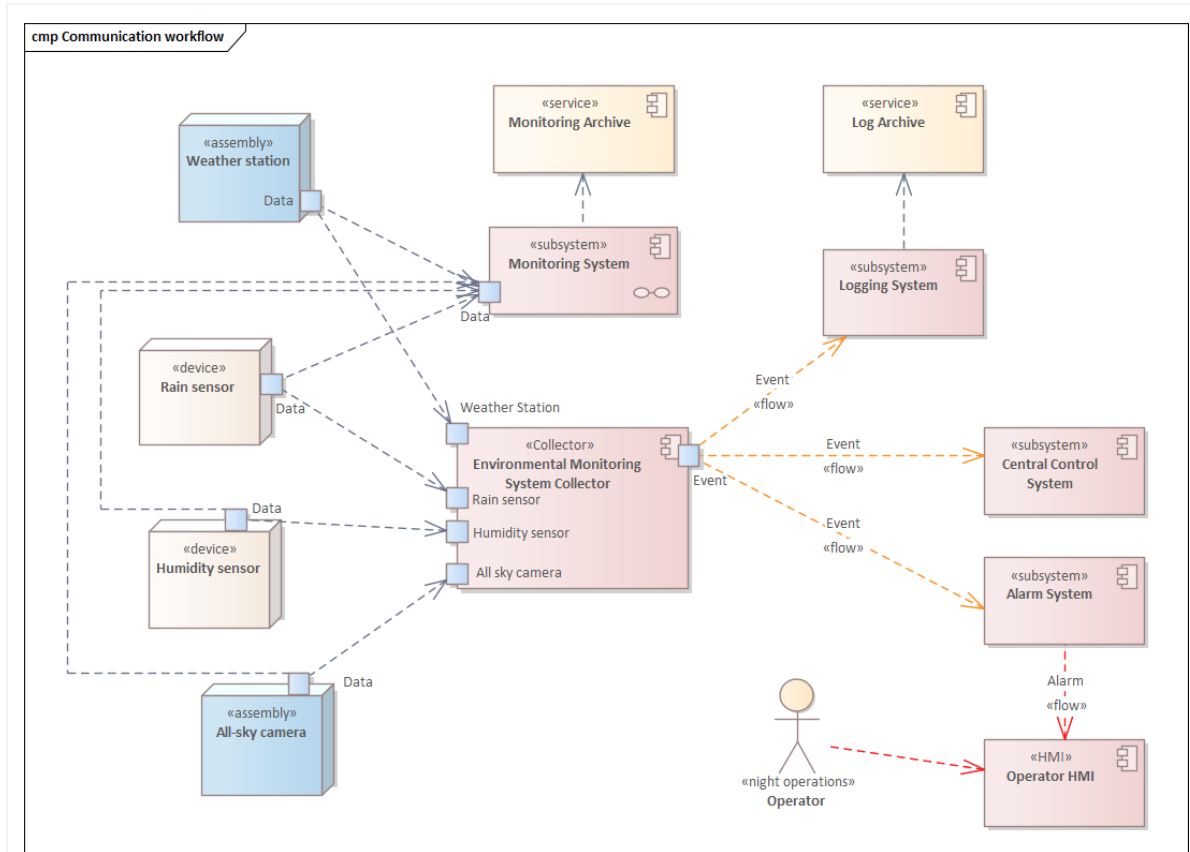 cmp Communication workflow
«service»
Monitoring Archive
«service»
Log Archive
«assembly»
Weather station
Data
«subsystem»
Monitoring System
Data
«subsystem»
Logging System
«device»
Rain sensor
Data
Event
«flow»
Weather Station
«Collector»
Environmental Monitoring
System Collector
Rain sensor
Humidity sensor
All sky camera
Event
Event
«flow»
«subsystem»
Central Control
System
Data
«device»
Humidity sensor
Event
«flow»
«subsystem»
Alarm System
Data
«assembly»
All-sky camera
Alarm
«flow»
«night operations»
Operator
«HMI»
Operator HMI